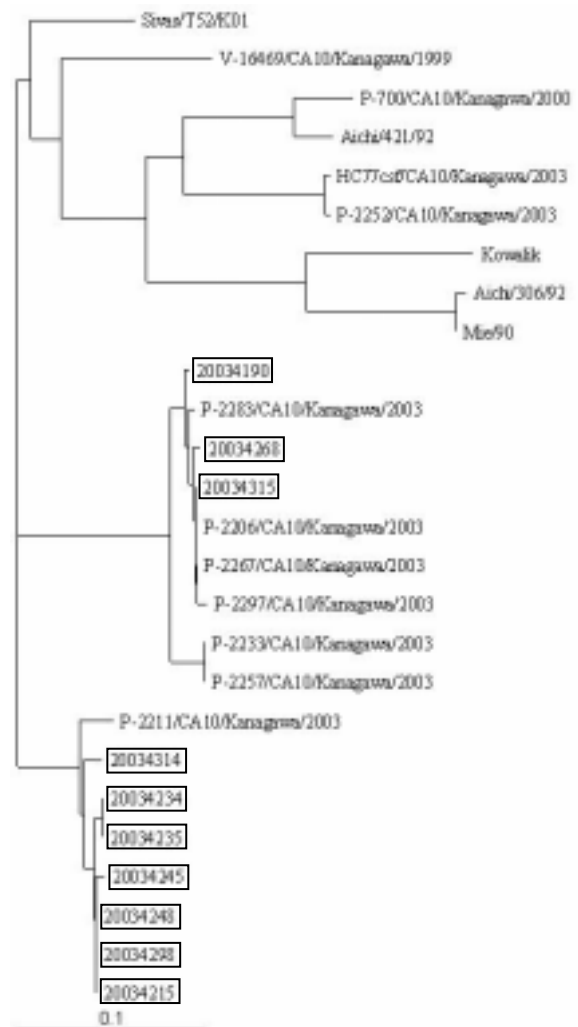 Sivas/T52/K01
V-16469/CA10/Kanagawa/1999
P-700/CA10/Kanagawa/2000
Aichi/421/92
HC77csf/CA10/Kanagawa/2003
P-2252/CA10/Kanagawa/2003
Kowalik
Aichi/306/92
Mie/90
20034190
P-2283/CA10/Kanagawa/2003
20034268
20034315
P-2206/CA10/Kanagawa/2003
P-2267/CA10/Kanagawa/2003
P-2297/CA10/Kanagawa/2003
P-2233/CA10/Kanagawa/2003
P-2257/CA10/Kanagawa/2003
P-2211/CA10/Kanagawa/2003
20034314
20034234
20034235
20034245
20034248
20034298
20034215
0.1